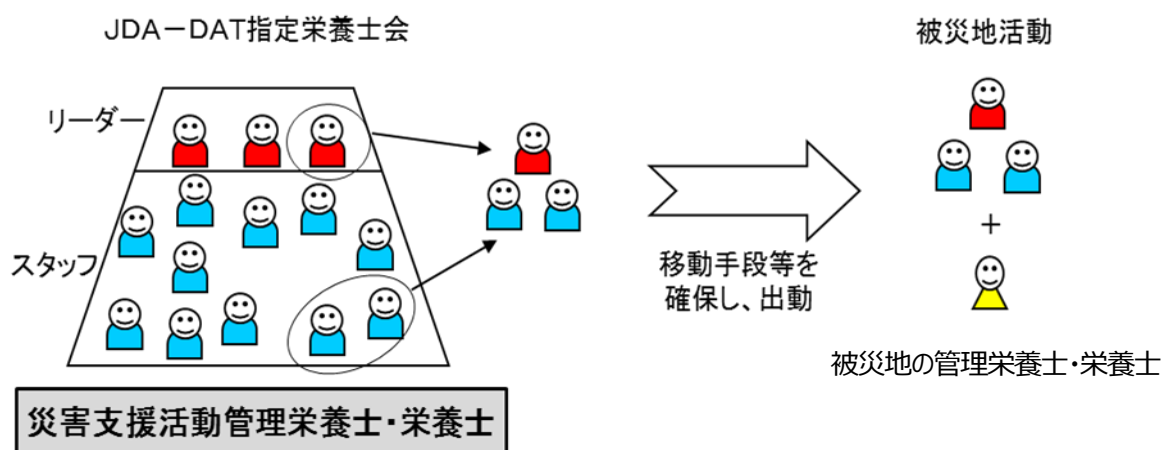 JDA－DAT指定栄養士会
被災地活動
リーダー
スタッフ
＋
移動手段等を
確保し、出動
被災地の管理栄養士・栄養士
災害支援活動管理栄養士・栄養士